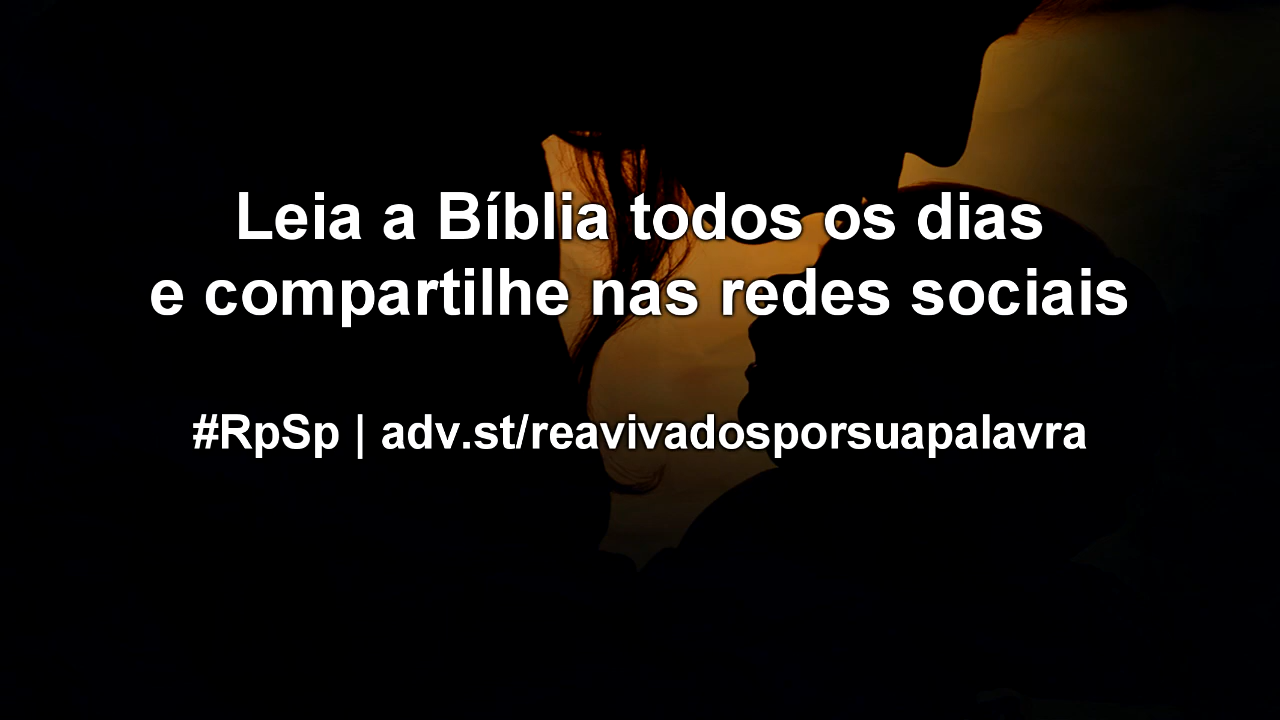 Leia a Bíblia todos os dias
e compartilhe nas redes sociais
#RpSp | adv.st/reavivadosporsuapalavra